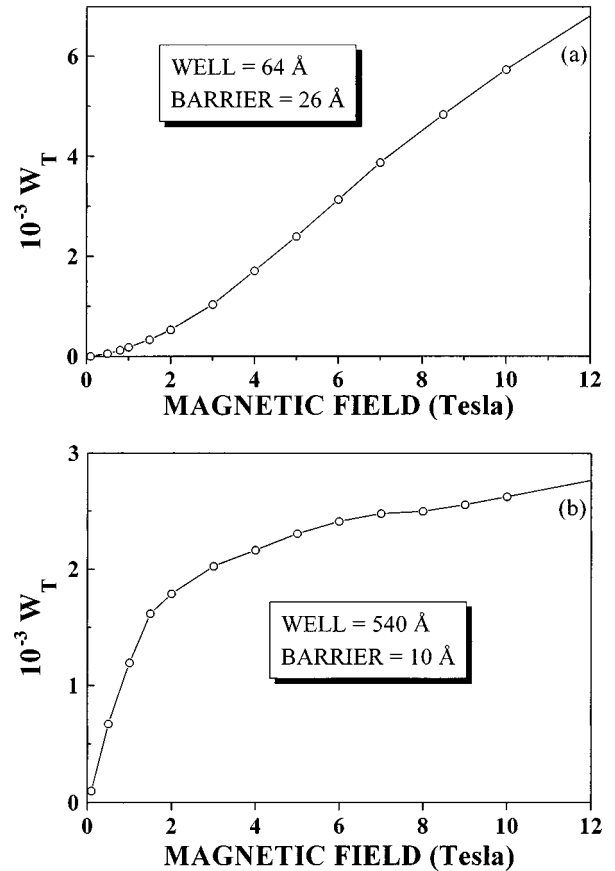 (a)
WELL = 64 Å
BARRIER = 26 Å
10⁻³ W_T
6
4
2
0
0 2 4 6 8 10 12
MAGNETIC FIELD (Tesla)
(b)
WELL = 540 Å
BARRIER = 10 Å
10⁻³ W_T
3
2
1
0
0 2 4 6 8 10 12
MAGNETIC FIELD (Tesla)